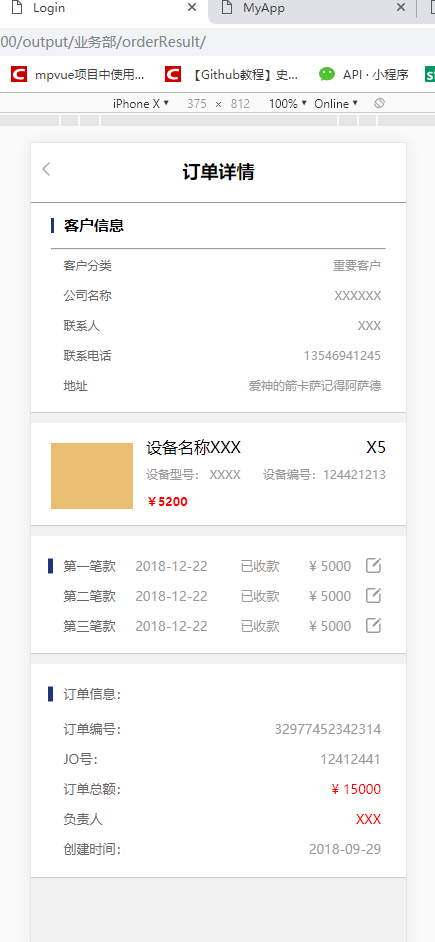 Login
MyApp
00/output/业务部/orderResult/
mpvue项目中使用... 【Github教程】史... API · 小程序
iPhone X 375 × 812 100% Online
订单详情
客户信息
客户分类 重要客户
公司名称 XXXXXX
联系人 XXX
联系电话 13546941245
地址 爱神的箭卡萨记得阿萨德
设备名称XXX X5
设备型号： XXXX 设备编号：124421213
￥5200
第一笔款 2018-12-22 已收款 ¥ 5000
第二笔款 2018-12-22 已收款 ¥ 5000
第三笔款 2018-12-22 已收款 ¥ 5000
订单信息：
订单编号： 32977452342314
JO号： 12412441
订单总额： ¥ 15000
负责人 XXX
创建时间： 2018-09-29